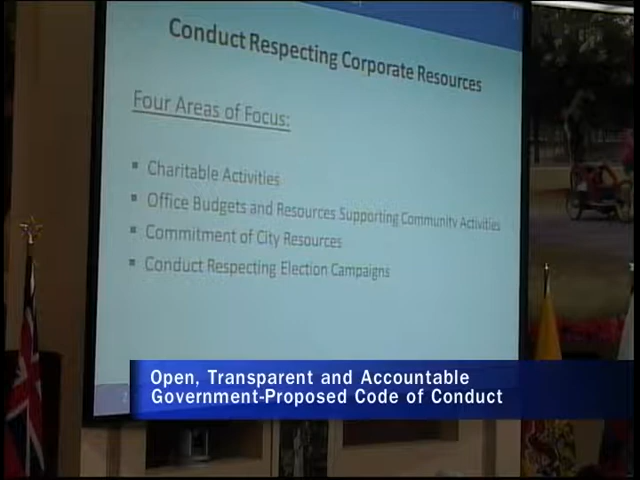 Conduct Respecting Corporate Resources
Four Areas of Focus:
▪ Charitable Activities
▪ Office Budgets and Resources Supporting Community Activities
▪ Commitment of City Resources
▪ Conduct Respecting Election Campaigns
Open, Transparent and Accountable
Government-Proposed Code of Conduct